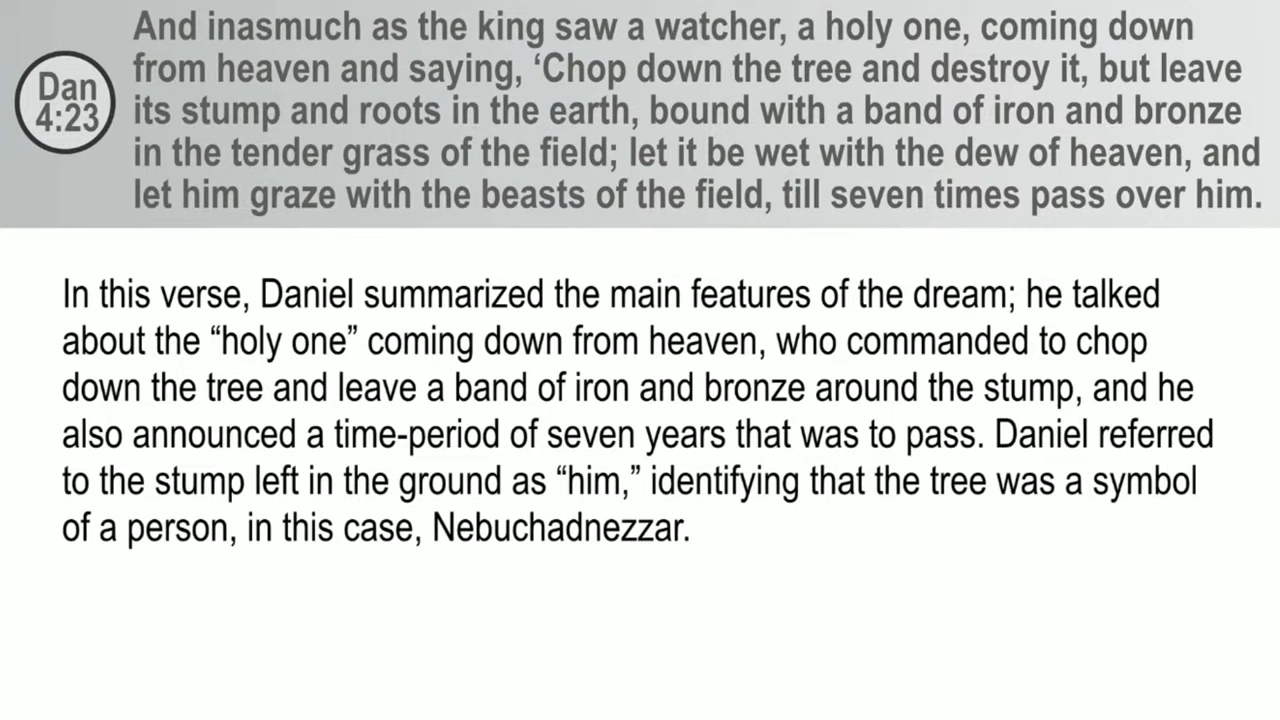 Dan
4:23
And inasmuch as the king saw a watcher, a holy one, coming down
from heaven and saying, ‘Chop down the tree and destroy it, but leave
its stump and roots in the earth, bound with a band of iron and bronze
in the tender grass of the field; let it be wet with the dew of heaven, and
let him graze with the beasts of the field, till seven times pass over him.
In this verse, Daniel summarized the main features of the dream; he talked
about the “holy one” coming down from heaven, who commanded to chop
down the tree and leave a band of iron and bronze around the stump, and he
also announced a time-period of seven years that was to pass. Daniel referred
to the stump left in the ground as “him,” identifying that the tree was a symbol
of a person, in this case, Nebuchadnezzar.